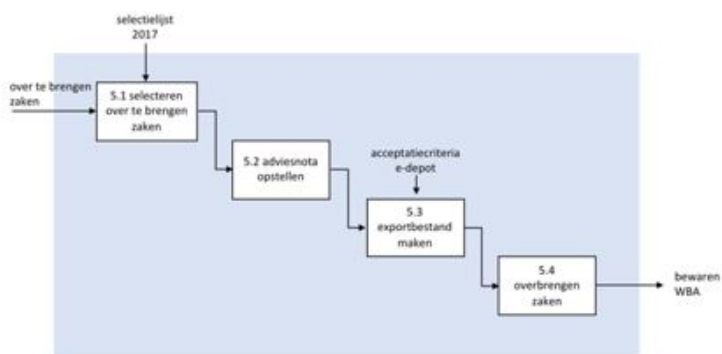 selectielijst
2017
over te brengen
zaken
5.1 selecteren
over te brengen
zaken
5.2 adviesnota
opstellen
acceptatiecriteria
e-depot
5.3
exportbestand
maken
5.4
overbrengen
zaken
bewaren
WBA